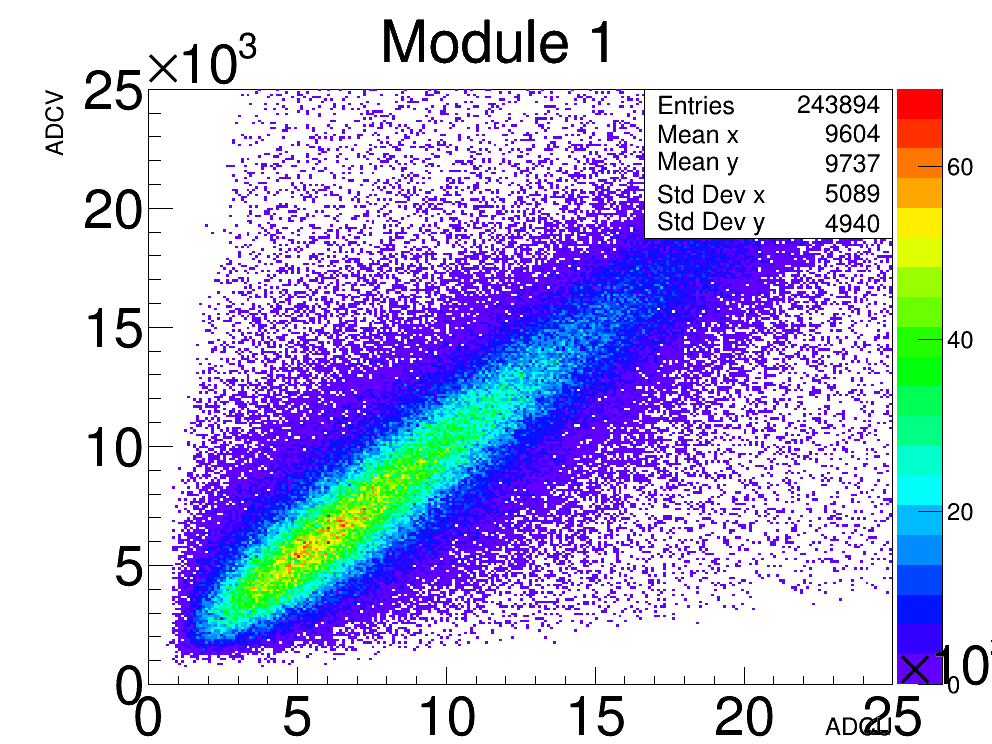 Module 1
×10³
ADCV
25
20
15
10
5
0
Entries 243894
Mean x 9604
Mean y 9737
Std Dev x 5089
Std Dev y 4940
60
40
20
0
×10
0 5 10 15 20 25
ADCU